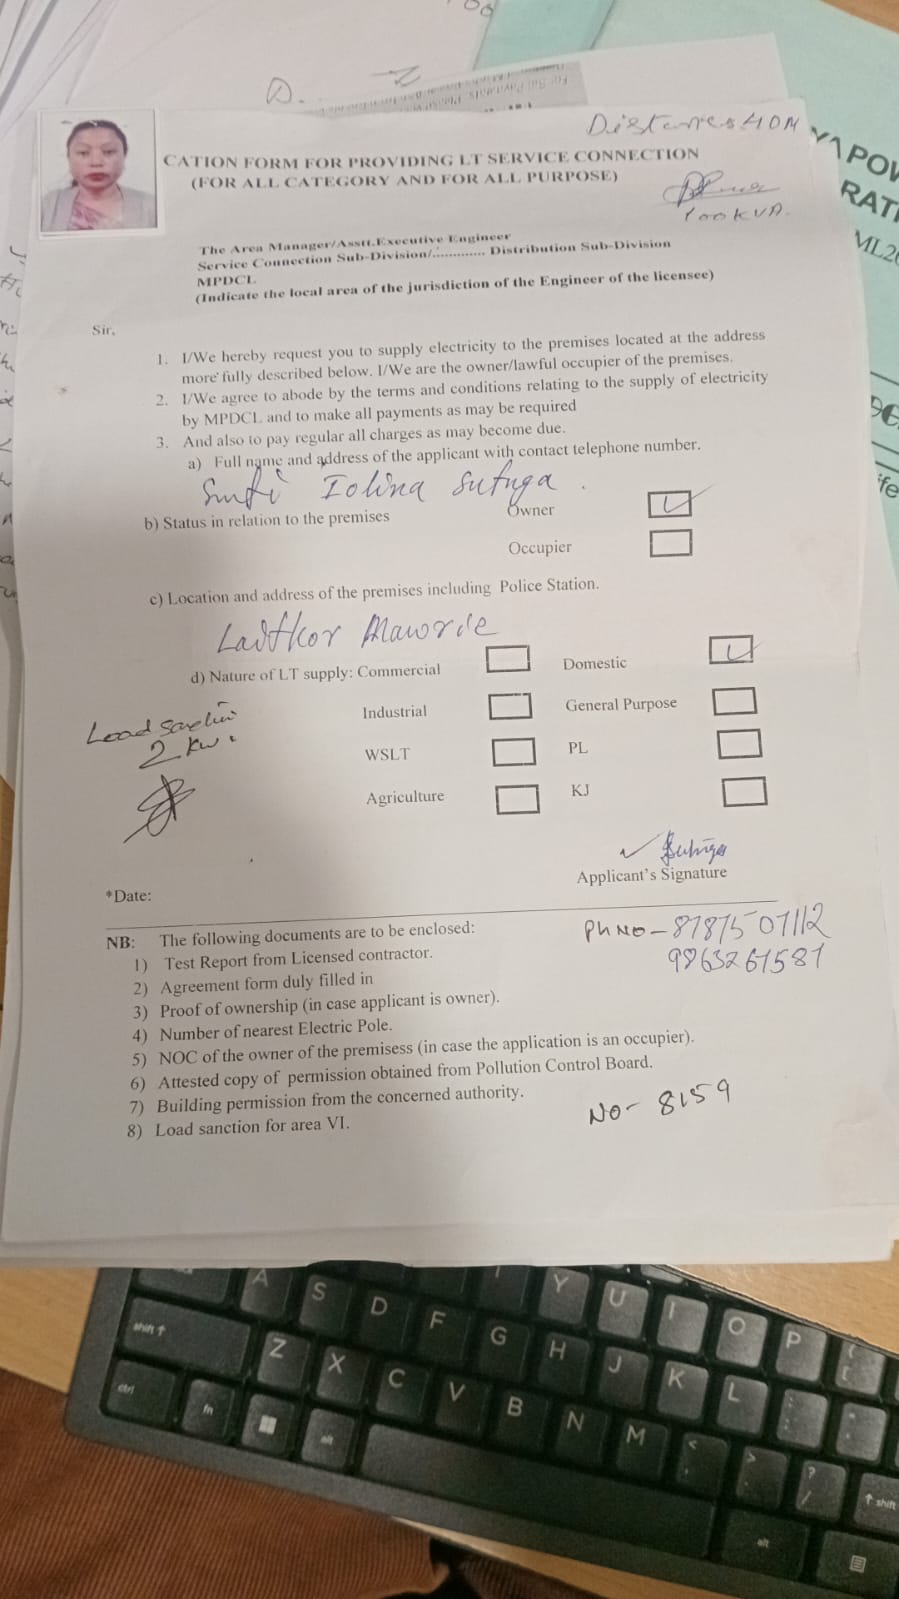 Distances 40M
CATION FORM FOR PROVIDING LT SERVICE CONNECTION
(FOR ALL CATEGORY AND FOR ALL PURPOSE)
100KVA.
The Area Manager/Asstt.Executive Engineer
Service Connection Sub-Division/............. Distribution Sub-Division
MPDCL
(Indicate the local area of the jurisdiction of the Engineer of the licensee)
Sir,
1. I/We hereby request you to supply electricity to the premises located at the address
more fully described below. I/We are the owner/lawful occupier of the premises.
2. I/We agree to abode by the terms and conditions relating to the supply of electricity
by MPDCL and to make all payments as may be required
3. And also to pay regular all charges as may become due.
a) Full name and address of the applicant with contact telephone number.
Smti Iolina Sutnga.
b) Status in relation to the premises Owner
Occupier
c) Location and address of the premises including Police Station.
Laitkor Mawrie
d) Nature of LT supply: Commercial Domestic
Industrial General Purpose
WSLT PL
Agriculture KJ
Load
2 KW.
Sutnga
Applicant's Signature
*Date:
NB: The following documents are to be enclosed:
1) Test Report from Licensed contractor.
2) Agreement form duly filled in
3) Proof of ownership (in case applicant is owner).
4) Number of nearest Electric Pole.
5) NOC of the owner of the premisess (in case the application is an occupier).
6) Attested copy of permission obtained from Pollution Control Board.
7) Building permission from the concerned authority.
8) Load sanction for area VI.
Ph No - 8787507112
9863261581
No - 8159
A S D F G H J K L
Y U I O P
Z X C V B N M
shift
ctrl
fn
alt
alt
shift